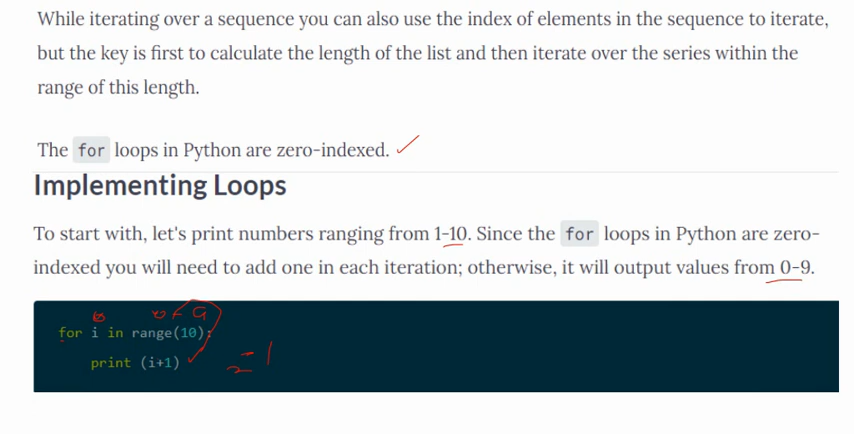 While iterating over a sequence you can also use the index of elements in the sequence to iterate,
but the key is first to calculate the length of the list and then iterate over the series within the
range of this length.
The for loops in Python are zero-indexed.
Implementing Loops
To start with, let's print numbers ranging from 1-10. Since the for loops in Python are zero-
indexed you will need to add one in each iteration; otherwise, it will output values from 0-9.
for i in range(10):
print (i+1)